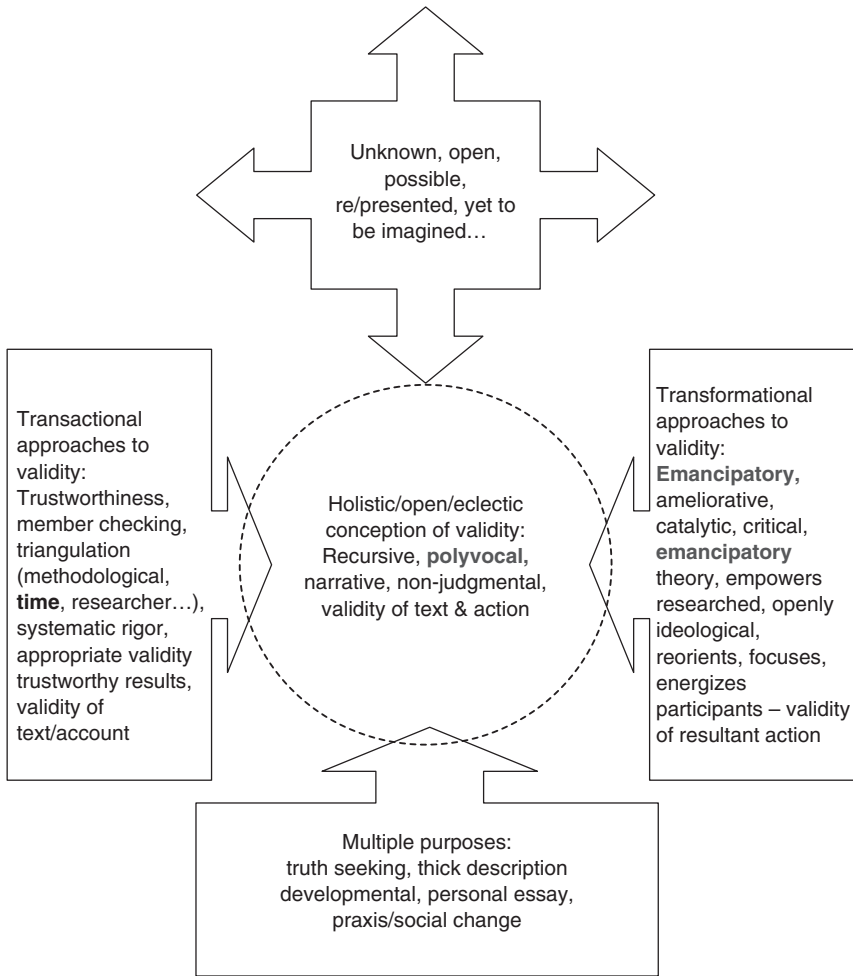 Unknown, open,
possible,
re/presented, yet to
be imagined…
Transactional
approaches to
validity:
Trustworthiness,
member checking,
triangulation
(methodological,
time, researcher…),
systematic rigor,
appropriate validity
trustworthy results,
validity of
text/account
Holistic/open/eclectic
conception of validity:
Recursive, polyvocal,
narrative, non-judgmental,
validity of text & action
Transformational
approaches to
validity:
Emancipatory,
ameliorative,
catalytic, critical,
emancipatory
theory, empowers
researched, openly
ideological,
reorients, focuses,
energizes
participants – validity
of resultant action
Multiple purposes:
truth seeking, thick description
developmental, personal essay,
praxis/social change